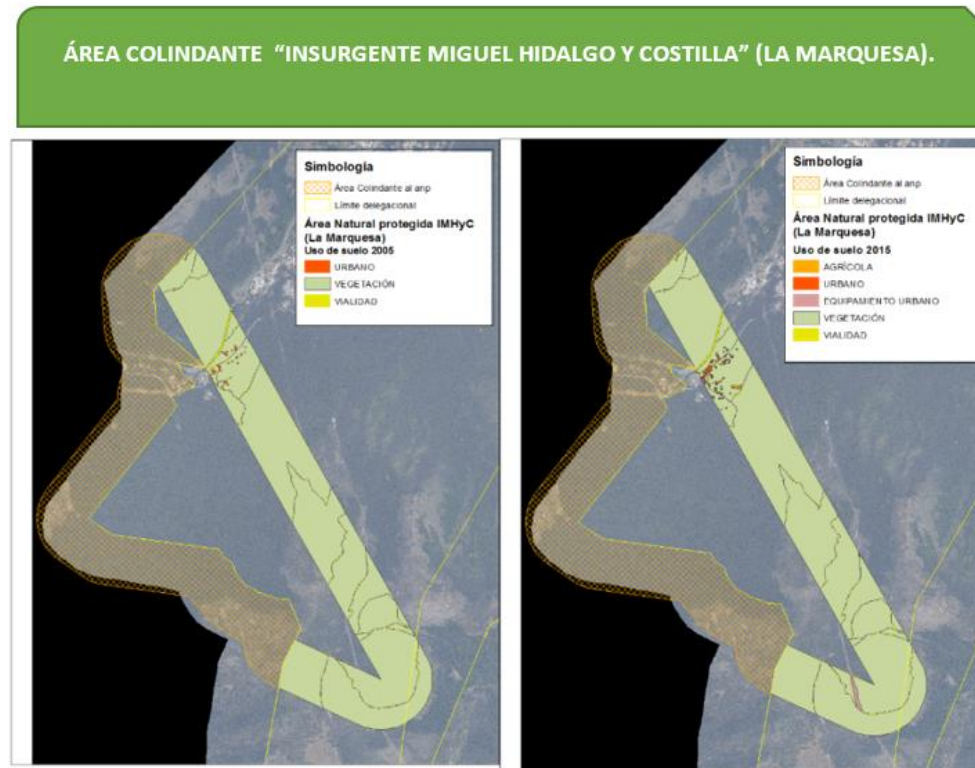 ÁREA COLINDANTE “INSURGENTE MIGUEL HIDALGO Y COSTILLA” (LA MARQUESA).
Simbología
Área Colindante al anp
Límite delegacional
Área Natural protegida IMHyC
(La Marquesa)
Uso de suelo 2005
URBANO
VEGETACIÓN
VIALIDAD
Simbología
Área Colindante al anp
Límite delegacional
Área Natural protegida IMHyC
(La Marquesa)
Uso de suelo 2015
AGRÍCOLA
URBANO
EQUIPAMIENTO URBANO
VEGETACIÓN
VIALIDAD